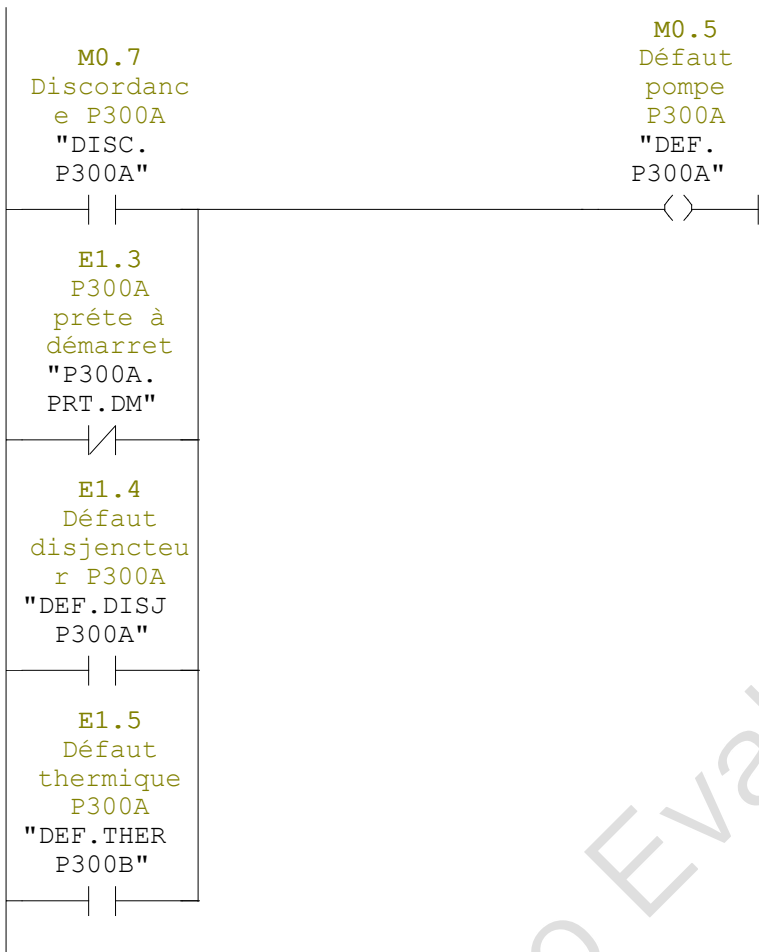 M0.7
Discordanc
e P300A
"DISC.
P300A"
M0.5
Défaut
pompe
P300A
"DEF.
P300A"
E1.3
P300A
préte à
démarret
"P300A.
PRT.DM"
E1.4
Défaut
disjencteu
r P300A
"DEF.DISJ
P300A"
E1.5
Défaut
thermique
P300A
"DEF.THER
P300B"